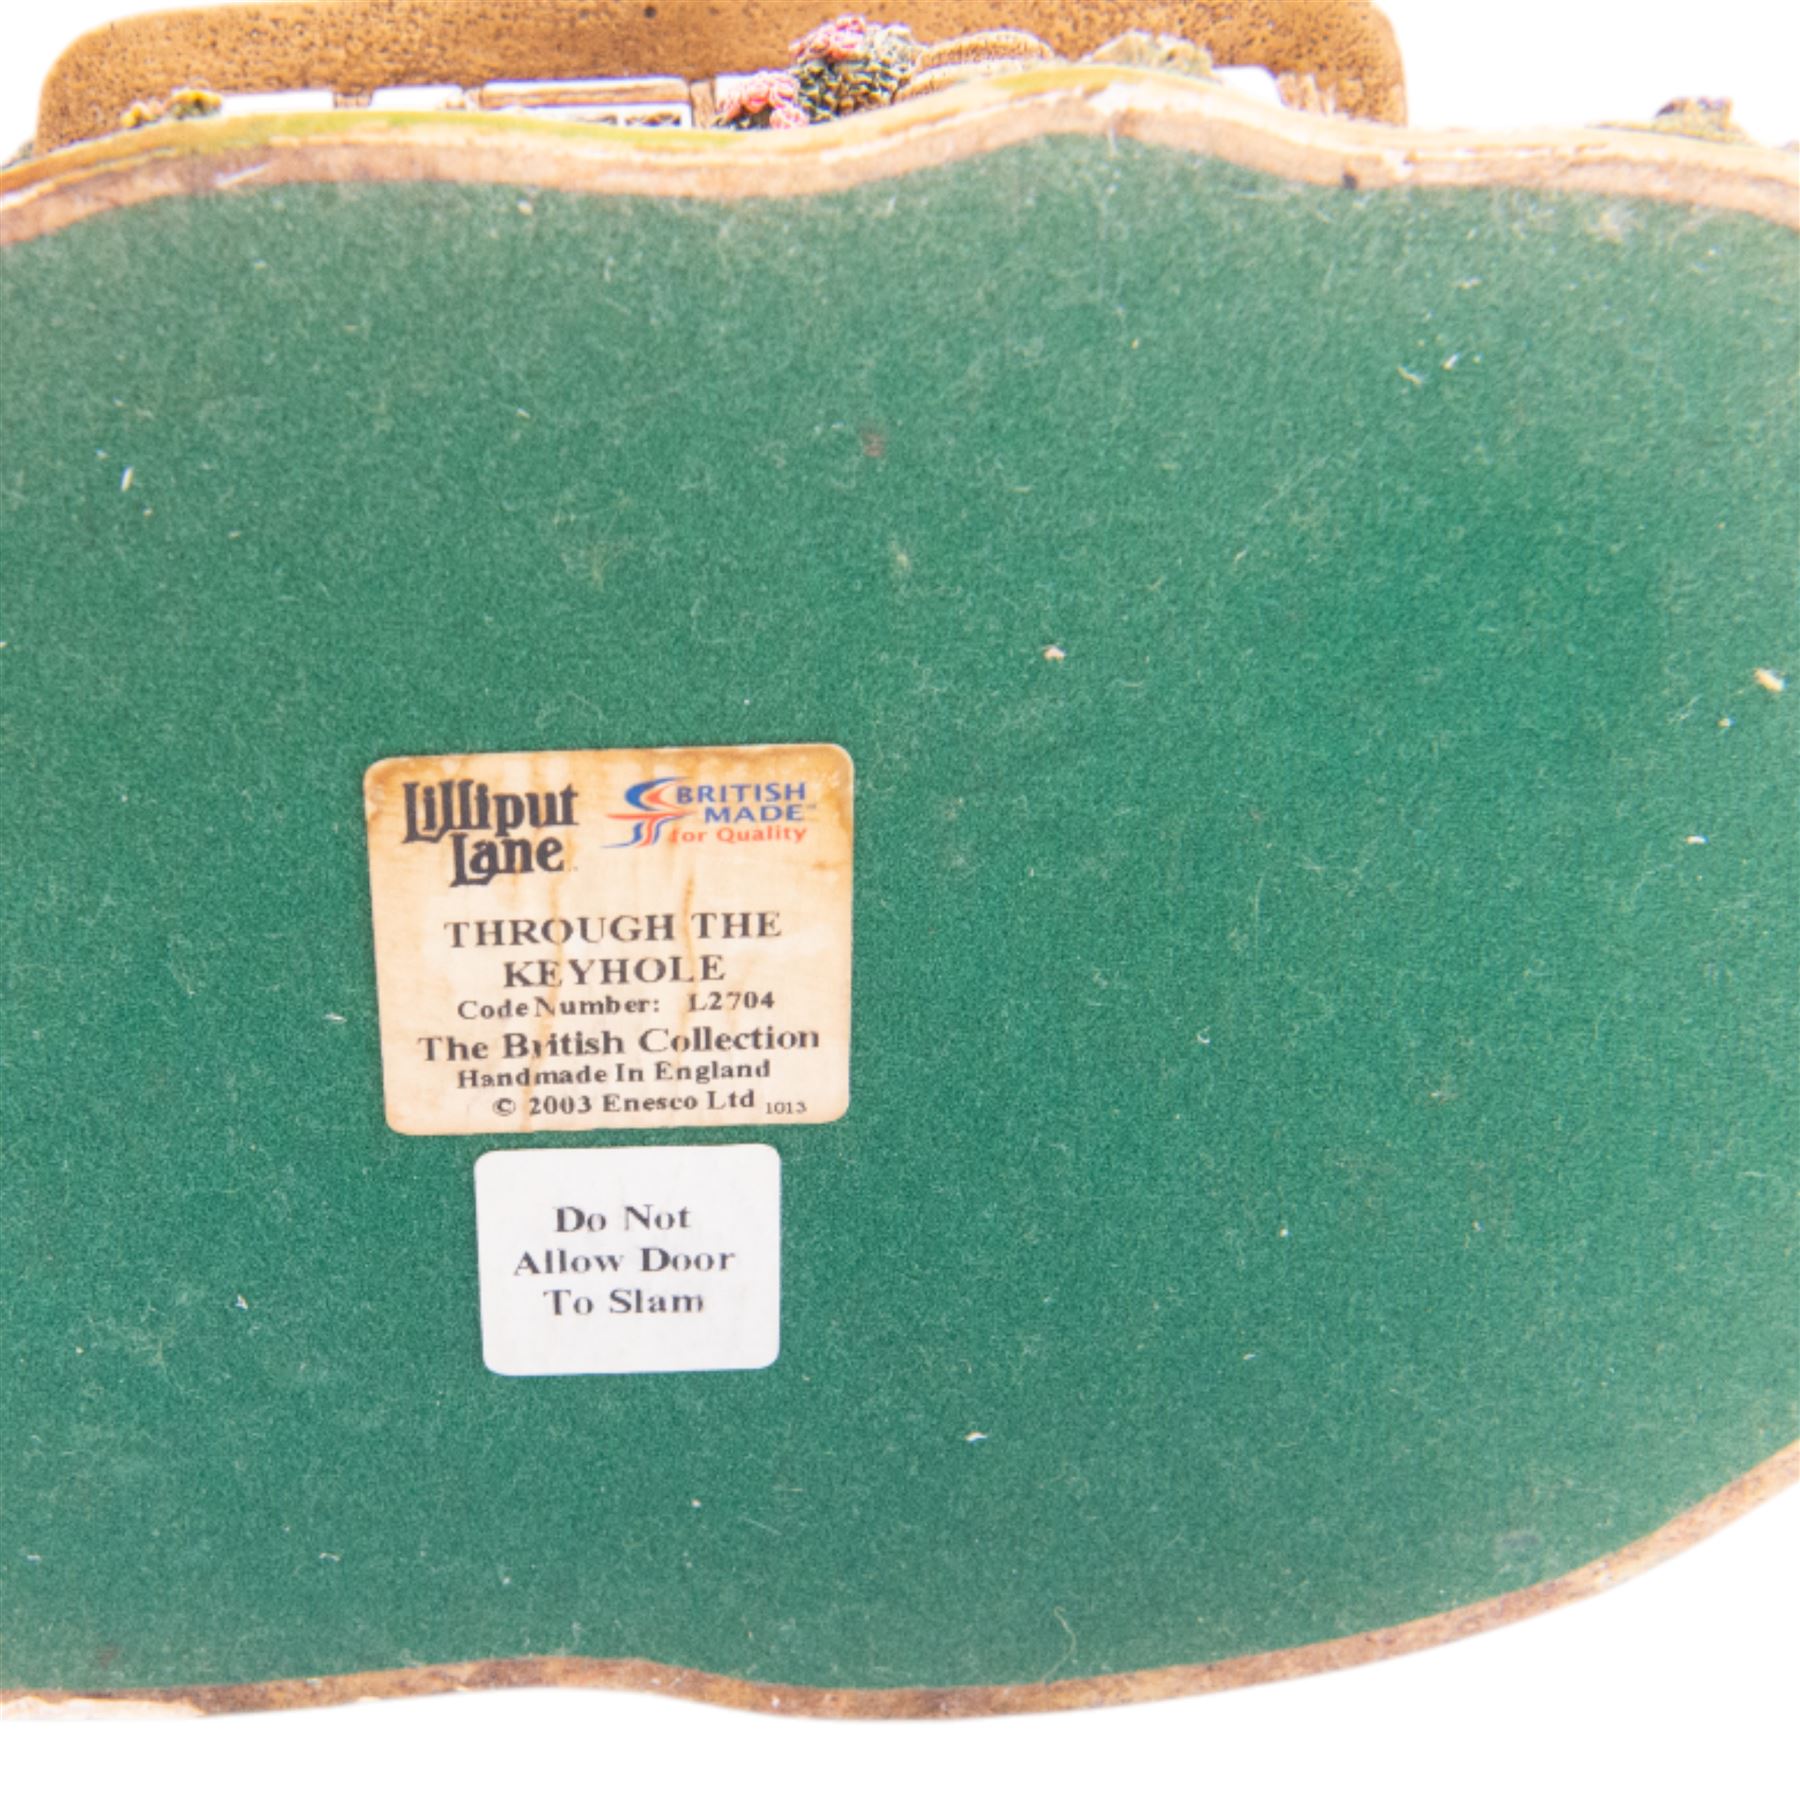 Lilliput
Lane
BRITISH
MADE™
for Quality
THROUGH THE
KEYHOLE
Code Number: L2704
The British Collection
Handmade In England
© 2003 Enesco Ltd 1013
Do Not
Allow Door
To Slam